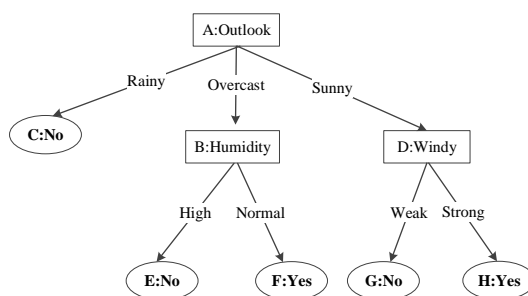 A:Outlook
Rainy
Overcast
Sunny
C:No
B:Humidity
D:Windy
High
Normal
Weak
Strong
E:No
F:Yes
G:No
H:Yes